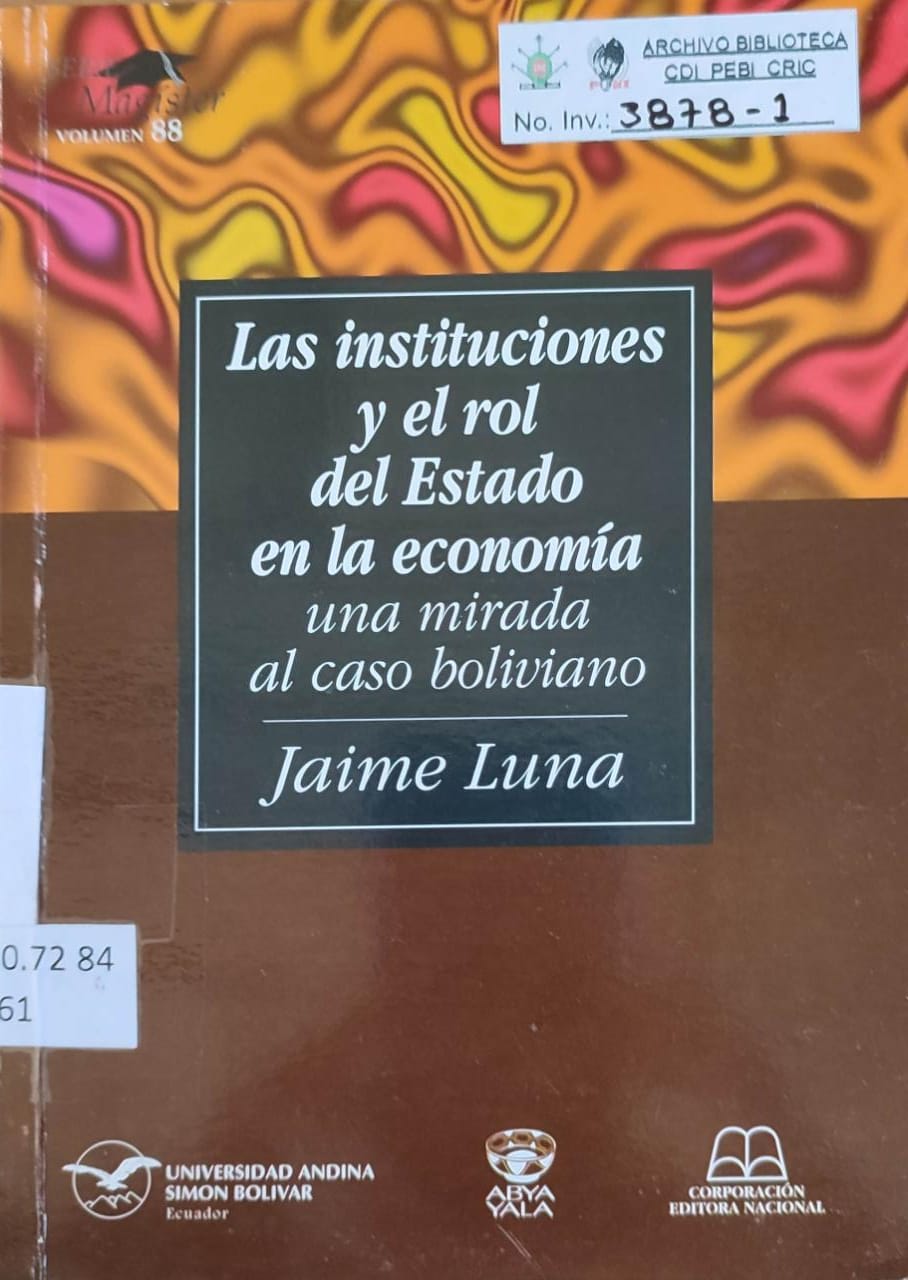 SERIE
Magíster
VOLUMEN 88
ARCHIVO BIBLIOTECA
CDI PEBI CRIC
No. Inv.: 3878-1
Las instituciones
y el rol
del Estado
en la economía
una mirada
al caso boliviano
Jaime Luna
0.72 84
61
UNIVERSIDAD ANDINA
SIMON BOLIVAR
Ecuador
ABYA
YALA
CORPORACIÓN
EDITORA NACIONAL